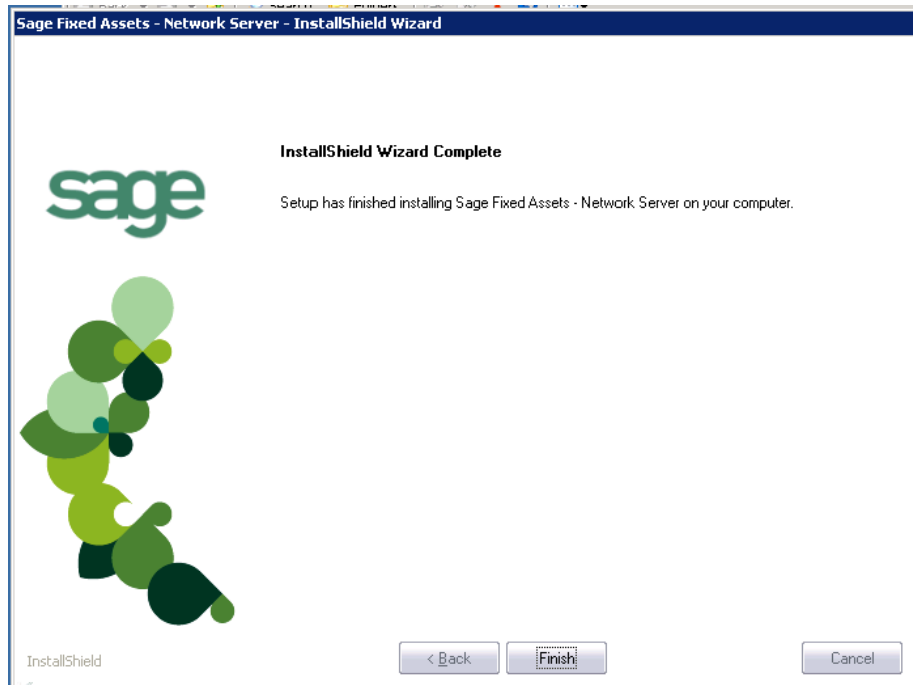 Sage Fixed Assets - Network Server - InstallShield Wizard
InstallShield Wizard Complete
sage
Setup has finished installing Sage Fixed Assets - Network Server on your computer.
InstallShield
< Back
Finish
Cancel